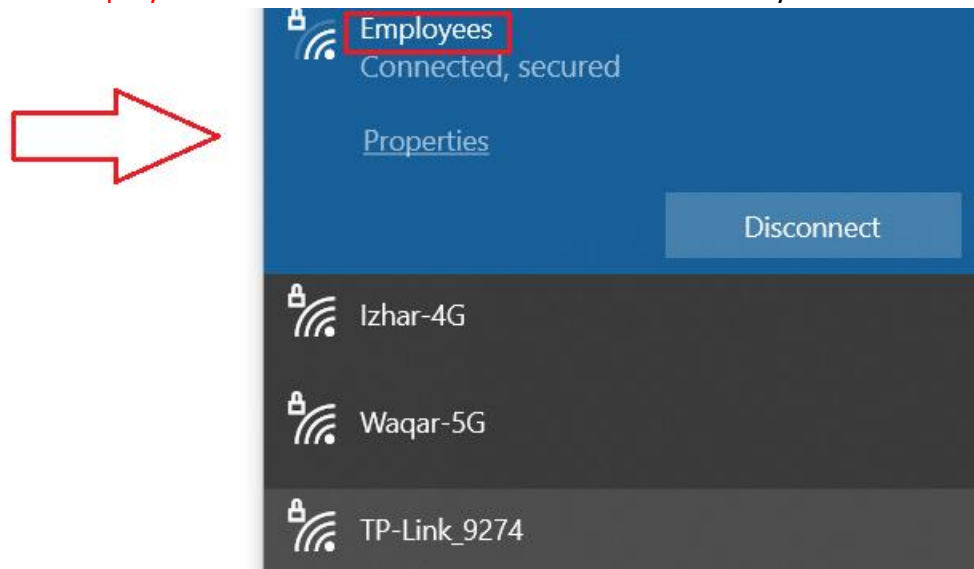 Employees
Connected, secured
Properties
Disconnect
Izhar-4G
Waqar-5G
TP-Link_9274